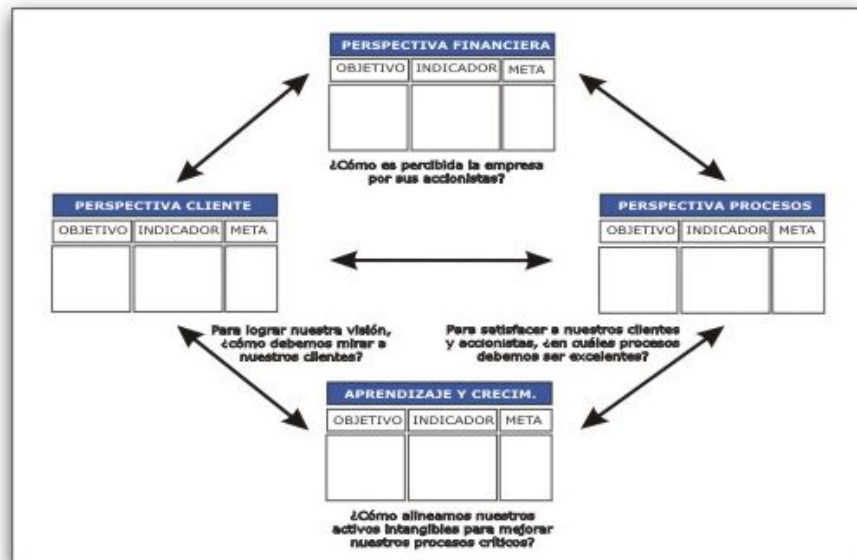 PERSPECTIVA FINANCIERA
OBJETIVO INDICADOR META
¿Cómo es percibida la empresa
por sus accionistas?
PERSPECTIVA CLIENTE
OBJETIVO INDICADOR META
PERSPECTIVA PROCESOS
OBJETIVO INDICADOR META
Para lograr nuestra visión,
¿cómo debemos mirar a
nuestros clientes?
Para satisfacer a nuestros clientes
y accionistas, ¿en cuáles procesos
debemos ser excelentes?
APRENDIZAJE Y CRECIM.
OBJETIVO INDICADOR META
¿Cómo alineamos nuestros
activos intangibles para mejorar
nuestros procesos críticos?